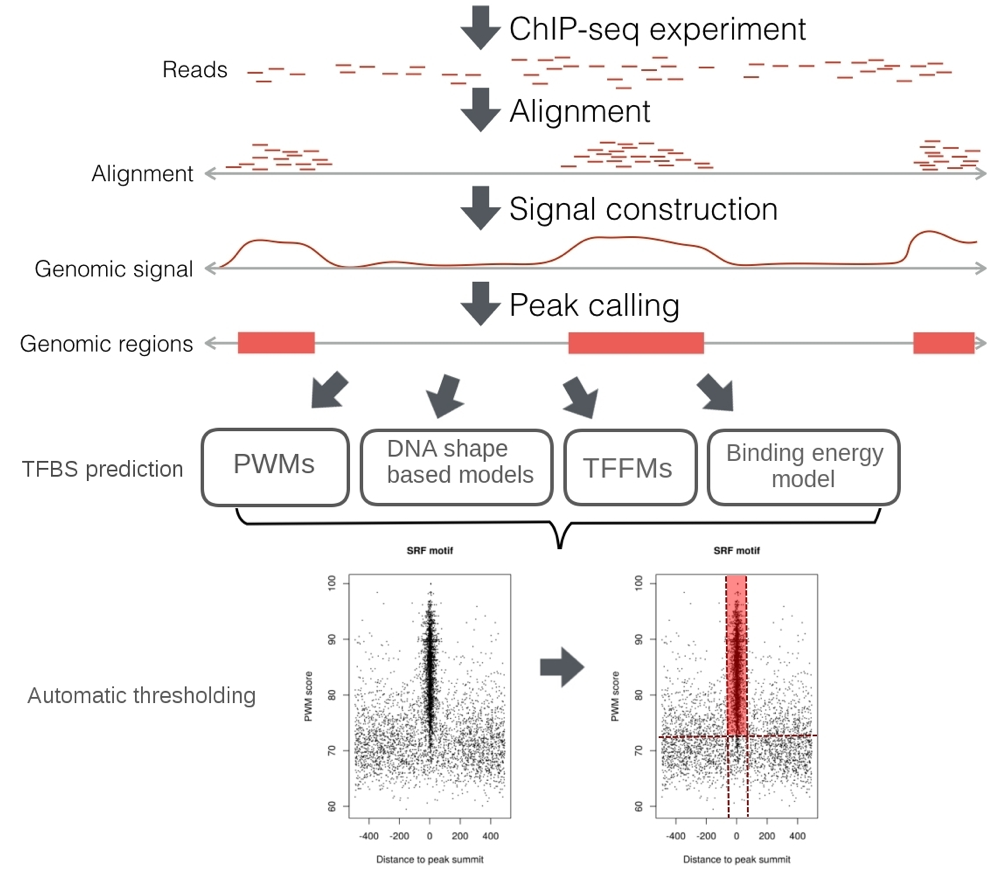 ChIP-seq experiment
Reads
Alignment
Alignment
Signal construction
Genomic signal
Peak calling
Genomic regions
TFBS prediction
PWMs
DNA shape
based models
TFFMs
Binding energy
model
SRF motif
SRF motif
Automatic thresholding
PWM score
100
90
80
70
60
-400 -200 0 200 400
Distance to peak summit
PWM score
100
90
80
70
60
-400 -200 0 200 400
Distance to peak summit